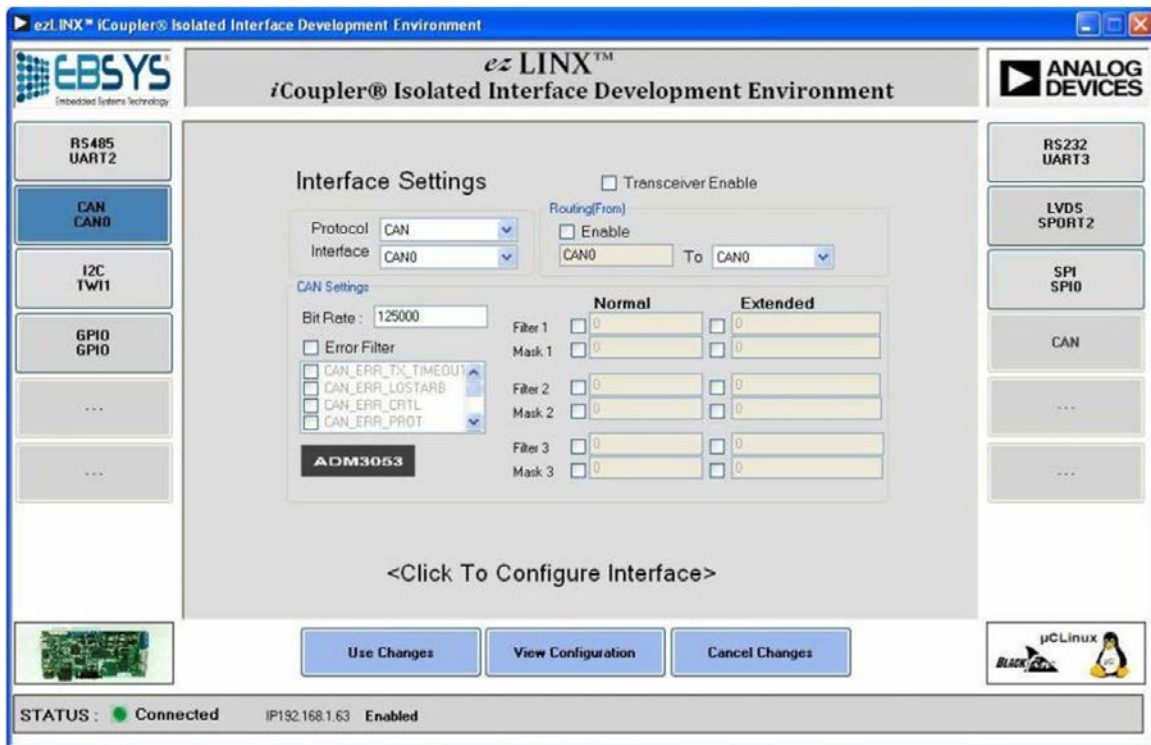 ezLINX™ iCoupler® Isolated Interface Development Environment
EBSYS
Embedded Systems Technology
ez LINX™
iCoupler® Isolated Interface Development Environment
ANALOG
DEVICES
RS485
UART2
CAN
CAN0
I2C
TWI1
GPIO
GPIO
...
...
Interface Settings
Transceiver Enable
Protocol CAN
Interface CAN0
Routing(From)
Enable
CAN0 To CAN0
CAN Settings
Bit Rate : 125000
Error Filter
CAN_ERR_TX_TIMEOUT
CAN_ERR_LOSTARB
CAN_ERR_CRTL
CAN_ERR_PROT
ADM3053
Normal Extended
Filter 1 0 0
Mask 1 0 0
Filter 2 0 0
Mask 2 0 0
Filter 3 0 0
Mask 3 0 0
<Click To Configure Interface>
RS232
UART3
LVDS
SPORT2
SPI
SPI0
CAN
...
...
Use Changes View Configuration Cancel Changes
µCLinux
BLACK
STATUS : Connected IP192.168.1.63 Enabled